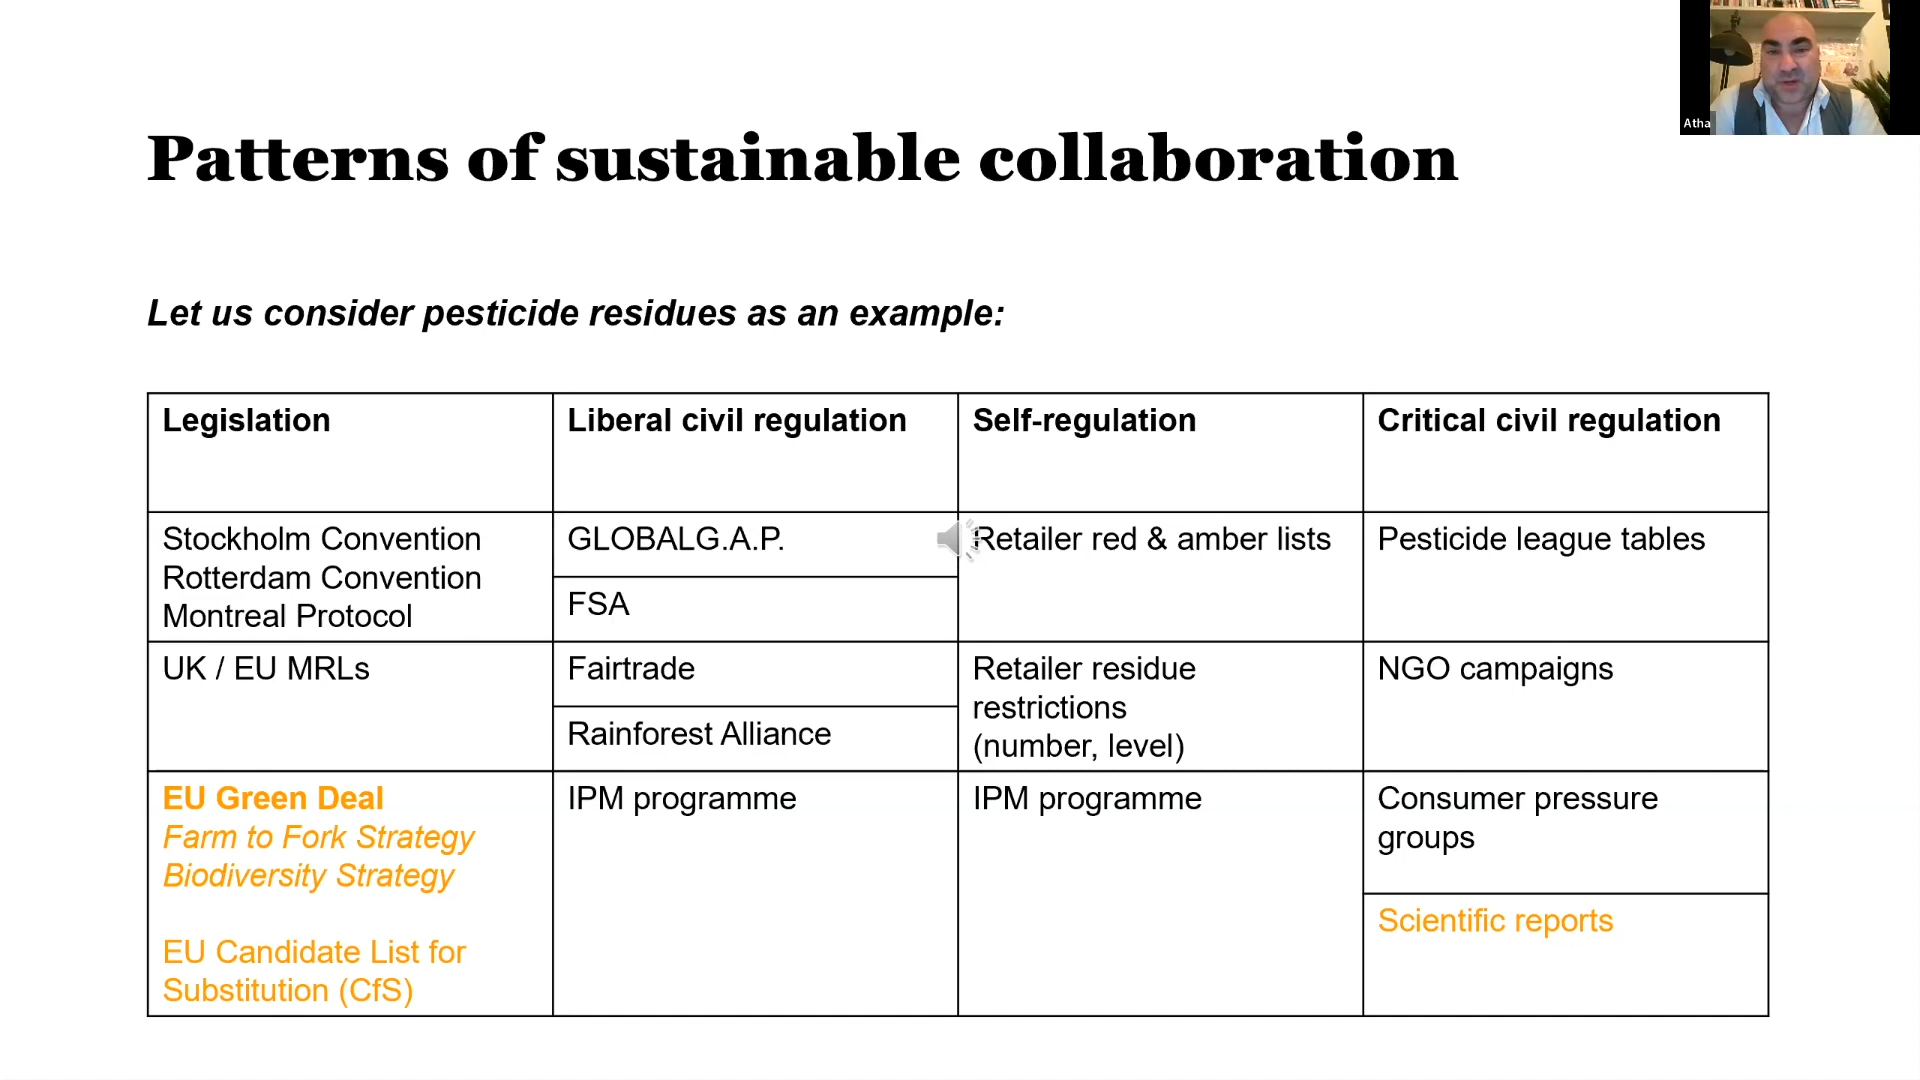 Atha
Patterns of sustainable collaboration
Let us consider pesticide residues as an example:
Legislation
Liberal civil regulation
Self-regulation
Critical civil regulation
Stockholm Convention
Rotterdam Convention
Montreal Protocol
GLOBALG.A.P.
FSA
Retailer red & amber lists
Pesticide league tables
UK / EU MRLs
Fairtrade
Rainforest Alliance
Retailer residue
restrictions
(number, level)
NGO campaigns
EU Green Deal
Farm to Fork Strategy
Biodiversity Strategy
EU Candidate List for
Substitution (CfS)
IPM programme
IPM programme
Consumer pressure
groups
Scientific reports